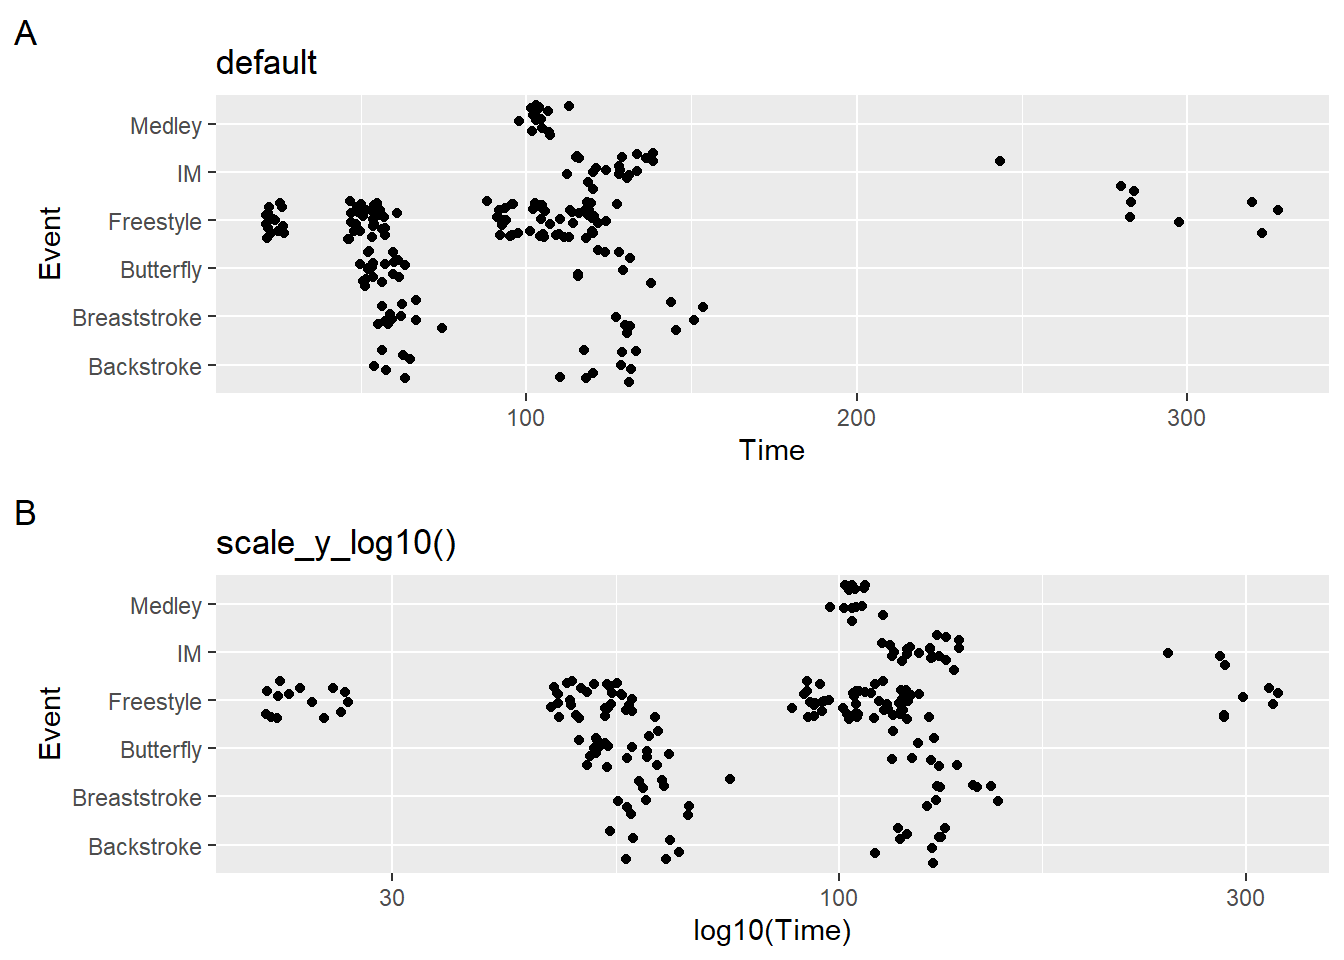 A
default
Medley
IM
Freestyle
Butterfly
Breaststroke
Backstroke
Event
100 200 300
Time
B
scale_y_log10()
Medley
IM
Freestyle
Butterfly
Breaststroke
Backstroke
Event
30 100 300
log10(Time)